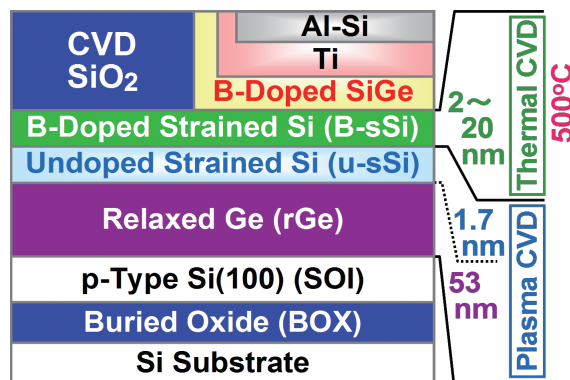 CVD
SiO2
Al-Si
Ti
B-Doped SiGe
B-Doped Strained Si (B-sSi)
Undoped Strained Si (u-sSi)
Relaxed Ge (rGe)
p-Type Si(100) (SOI)
Buried Oxide (BOX)
Si Substrate
2～
20
nm
1.7
nm
53
nm
Thermal CVD
500°C
Plasma CVD